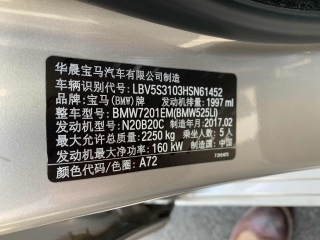 华晨宝马汽车有限公司制造
车辆识别代号:LBV5S3103HSN61452
品牌:宝马(BMW)牌 发动机排量:1997 ml
整车型号:BMW7201EM(BMW525Li)
发动机型号:N20B20C 制造年月:2017.02
最大允许总质量:2250 kg 乘坐人数:5人
发动机最大净功率:160 kW 制造国:中国
颜色代码/色号:A72